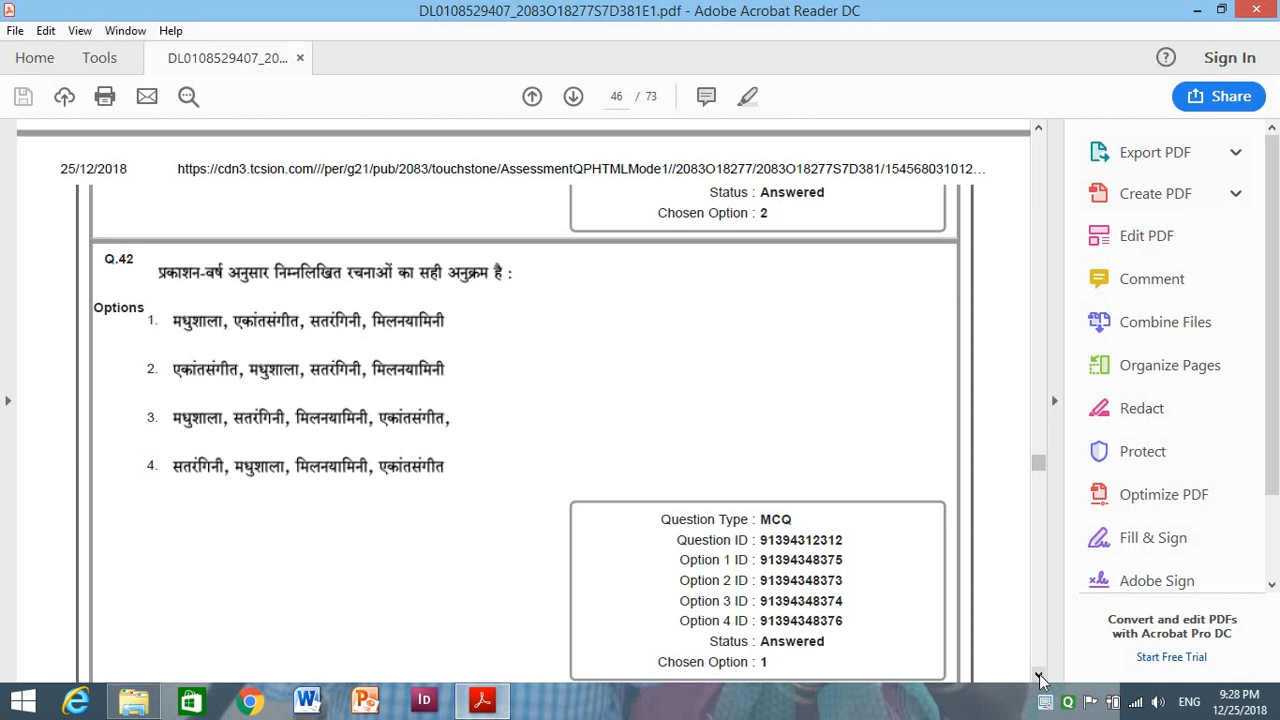 DL0108529407_2083O18277S7D381E1.pdf - Adobe Acrobat Reader DC
File Edit View Window Help
Home Tools DL0108529407_20... × Sign In
46 / 73 Share
25/12/2018 https://cdn3.tcsion.com///per/g21/pub/2083/touchstone/AssessmentQPHTMLMode1//2083O18277/2083O18277S7D381/154568031012...
Status : Answered
Chosen Option : 2
Q.42
प्रकाशन-वर्ष अनुसार निम्नलिखित रचनाओं का सही अनुक्रम है :
Options
1. मधुशाला, एकांतसंगीत, सतरंगिनी, मिलनयामिनी
2. एकांतसंगीत, मधुशाला, सतरंगिनी, मिलनयामिनी
3. मधुशाला, सतरंगिनी, मिलनयामिनी, एकांतसंगीत,
4. सतरंगिनी, मधुशाला, मिलनयामिनी, एकांतसंगीत
Question Type : MCQ
Question ID : 91394312312
Option 1 ID : 91394348375
Option 2 ID : 91394348373
Option 3 ID : 91394348374
Option 4 ID : 91394348376
Status : Answered
Chosen Option : 1
Export PDF
Create PDF
Edit PDF
Comment
Combine Files
Organize Pages
Redact
Protect
Optimize PDF
Fill & Sign
Adobe Sign
Convert and edit PDFs
with Acrobat Pro DC
Start Free Trial
ENG
9:28 PM
12/25/2018